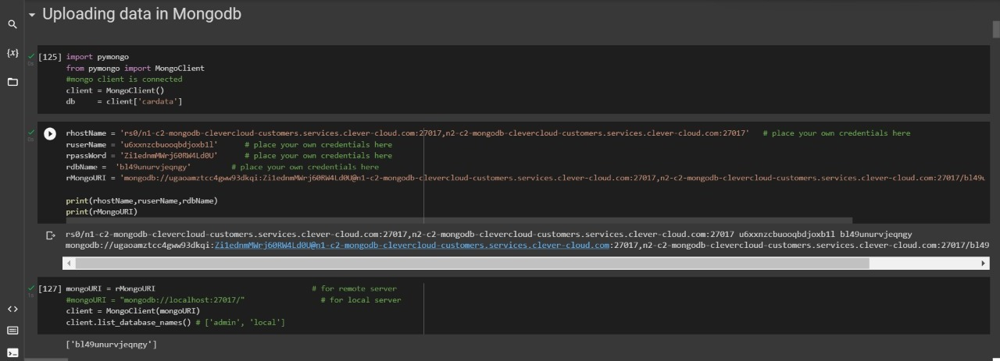 Uploading data in Mongodb
[125] import pymongo
0s
from pymongo import MongoClient
#mongo client is connected
client = MongoClient()
db = client['cardata']
0s
rhostName = 'rs0/n1-c2-mongodb-clevercloud-customers.services.clever-cloud.com:27017,n2-c2-mongodb-clevercloud-customers.services.clever-cloud.com:27017' # place your own credentials here
ruserName = 'u6xxnzcbuooqbdjoxb1l' # place your own credentials here
rpassWord = 'Zi1ednmMWrj60RW4Ld0U' # place your own credentials here
rdbName = 'bl49unurvjeqngy' # place your own credentials here
rMongoURI = 'mongodb://ugaoamztcc4gww93dkqi:Zi1ednmMWrj60RW4Ld0U@n1-c2-mongodb-clevercloud-customers.services.clever-cloud.com:27017,n2-c2-mongodb-clevercloud-customers.services.clever-cloud.com:27017/bl49u
print(rhostName,ruserName,rdbName)
print(rMongoURI)
rs0/n1-c2-mongodb-clevercloud-customers.services.clever-cloud.com:27017,n2-c2-mongodb-clevercloud-customers.services.clever-cloud.com:27017 u6xxnzcbuooqbdjoxb1l bl49unurvjeqngy
mongodb://ugaoamztcc4gww93dkqi:Zi1ednmMWrj60RW4Ld0U@n1-c2-mongodb-clevercloud-customers.services.clever-cloud.com:27017,n2-c2-mongodb-clevercloud-customers.services.clever-cloud.com:27017/bl49
[127] mongoURI = rMongoURI # for remote server
1s
#mongoURI = "mongodb://localhost:27017/" # for local server
client = MongoClient(mongoURI)
client.list_database_names() # ['admin', 'local']
['bl49unurvjeqngy']